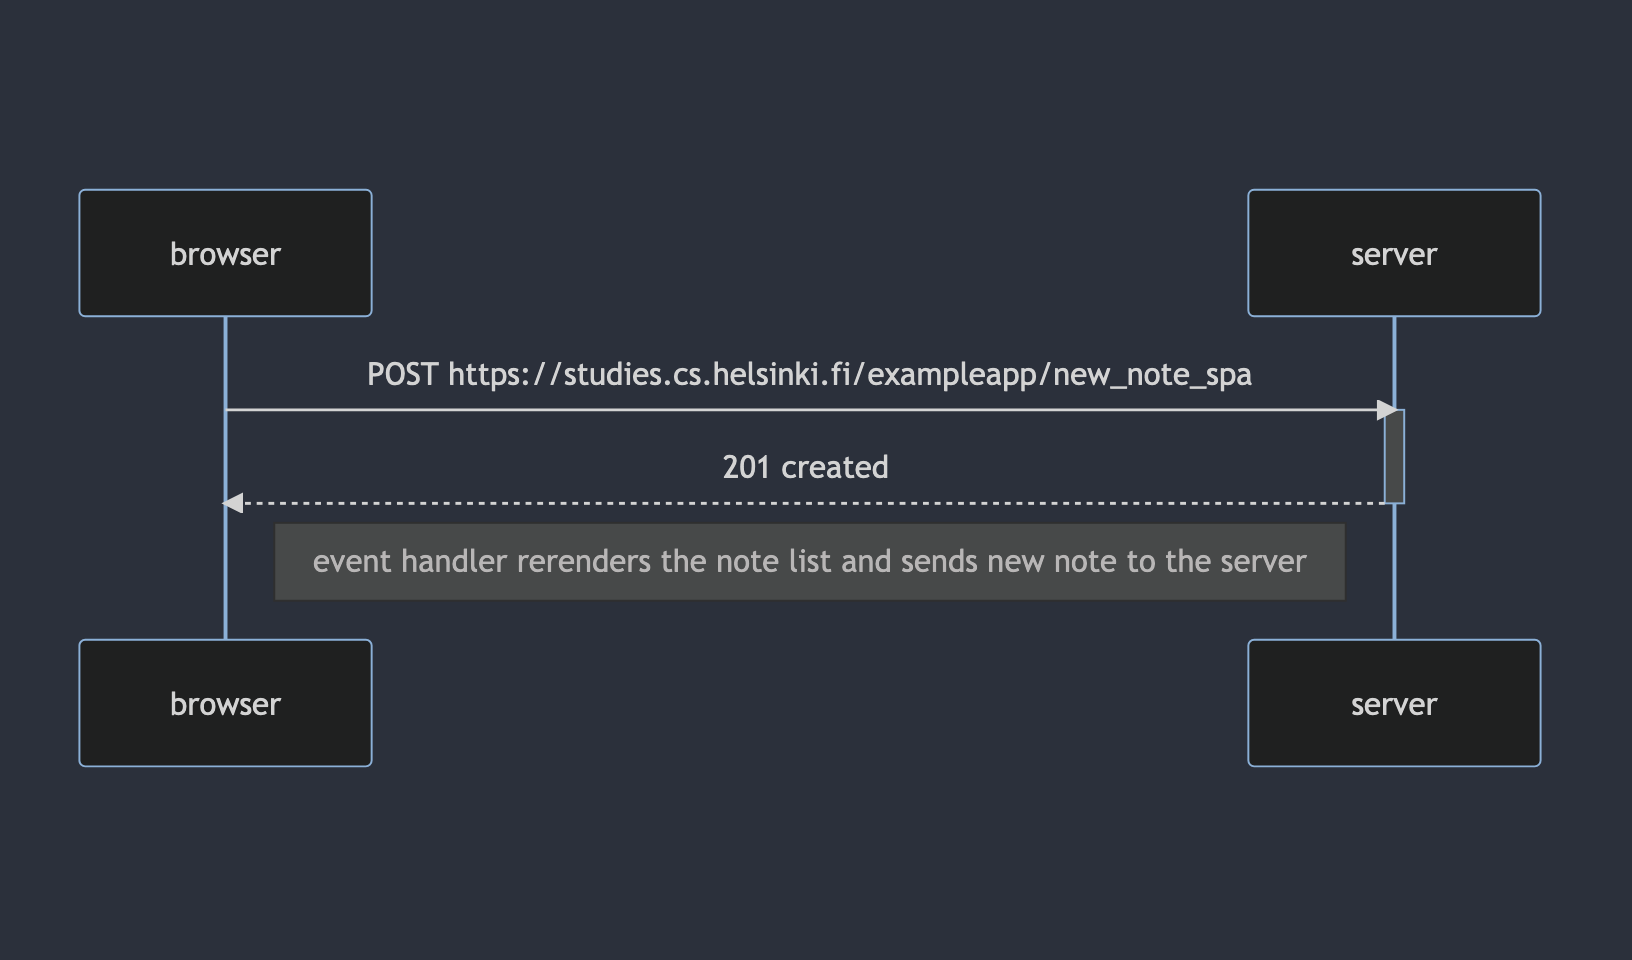 browser
server
POST https://studies.cs.helsinki.fi/exampleapp/new_note_spa
201 created
event handler rerenders the note list and sends new note to the server
browser
server